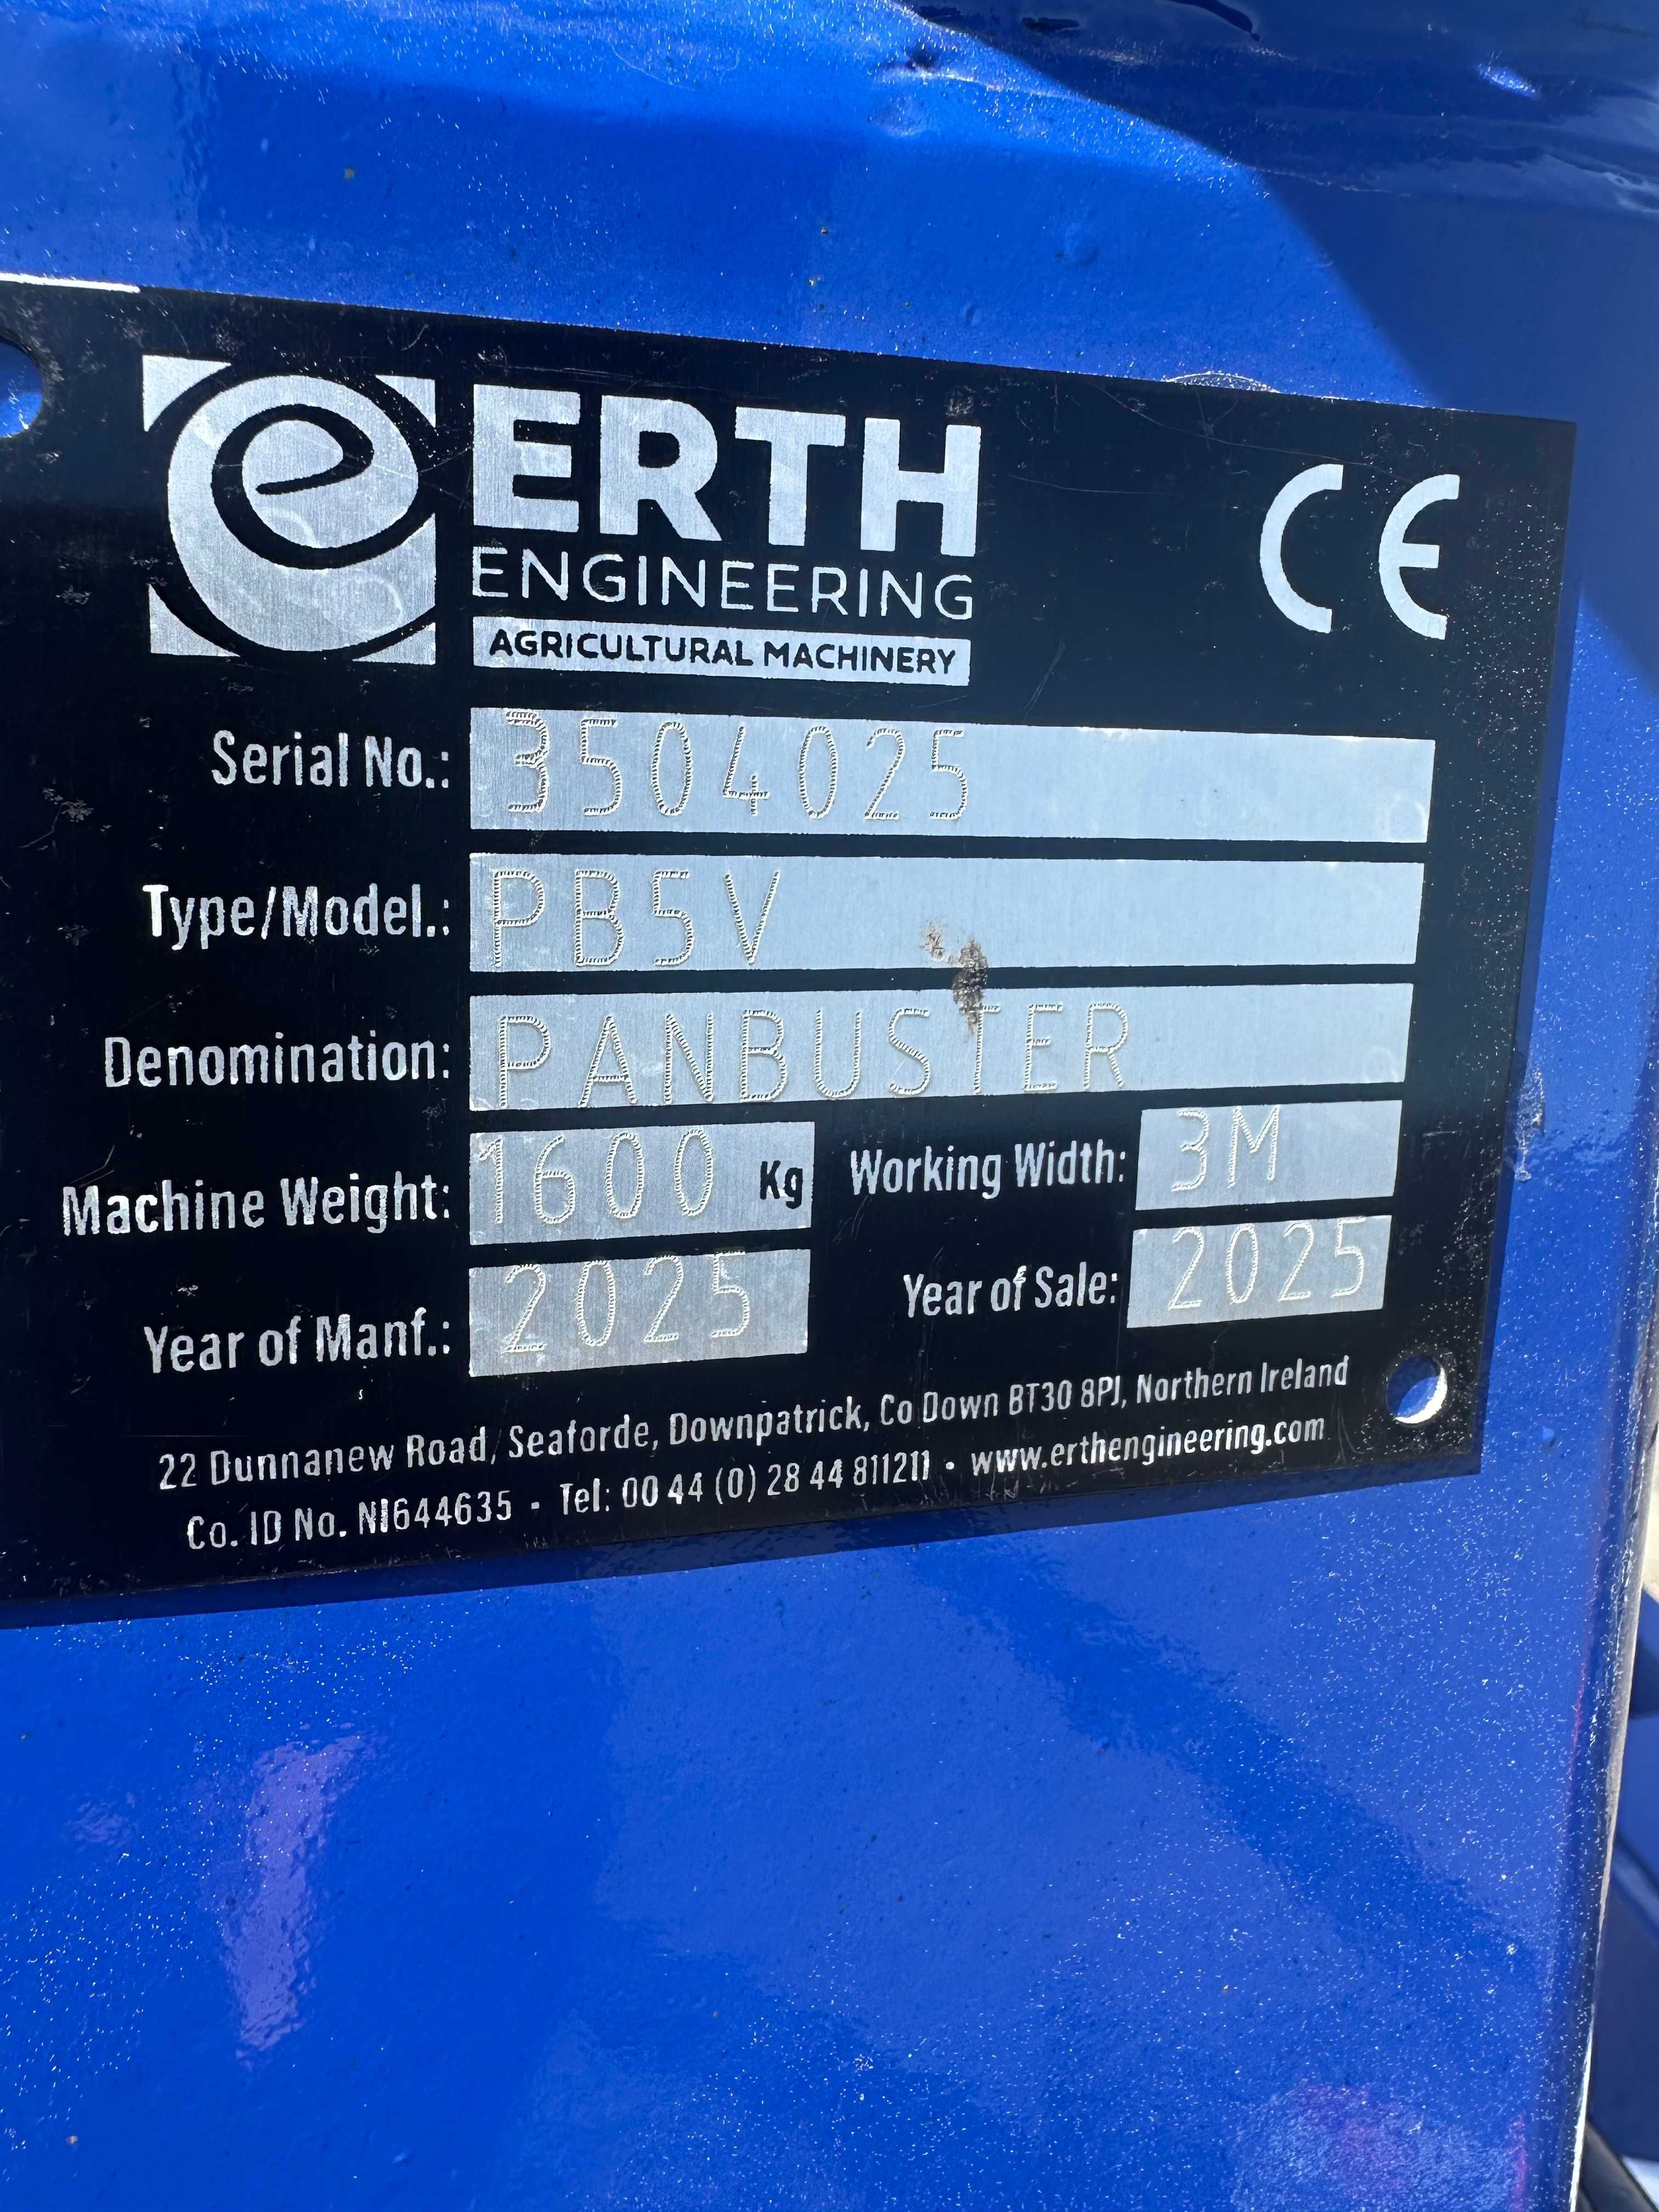 e ERTH
ENGINEERING
AGRICULTURAL MACHINERY
CE
Serial No.: 3504025
Type/Model.: PB5V
Denomination: PANBUSTER
Machine Weight: 1600 Kg Working Width: 3M
Year of Manf.: 2025 Year of Sale: 2025
22 Dunnanew Road, Seaforde, Downpatrick, Co Down BT30 8PJ, Northern Ireland
Co. ID No. NI644635 • Tel: 00 44 (0) 28 44 811211 • www.erthengineering.com